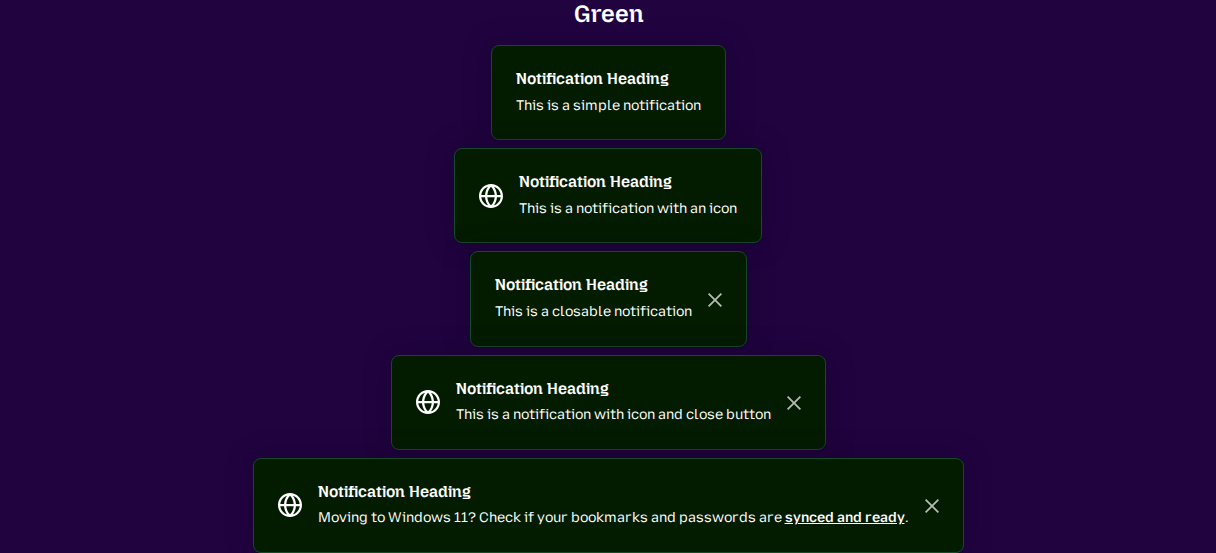 Green
Notification Heading
This is a simple notification
Notification Heading
This is a notification with an icon
Notification Heading
This is a closable notification
Notification Heading
This is a notification with icon and close button
Notification Heading
Moving to Windows 11? Check if your bookmarks and passwords are synced and ready.